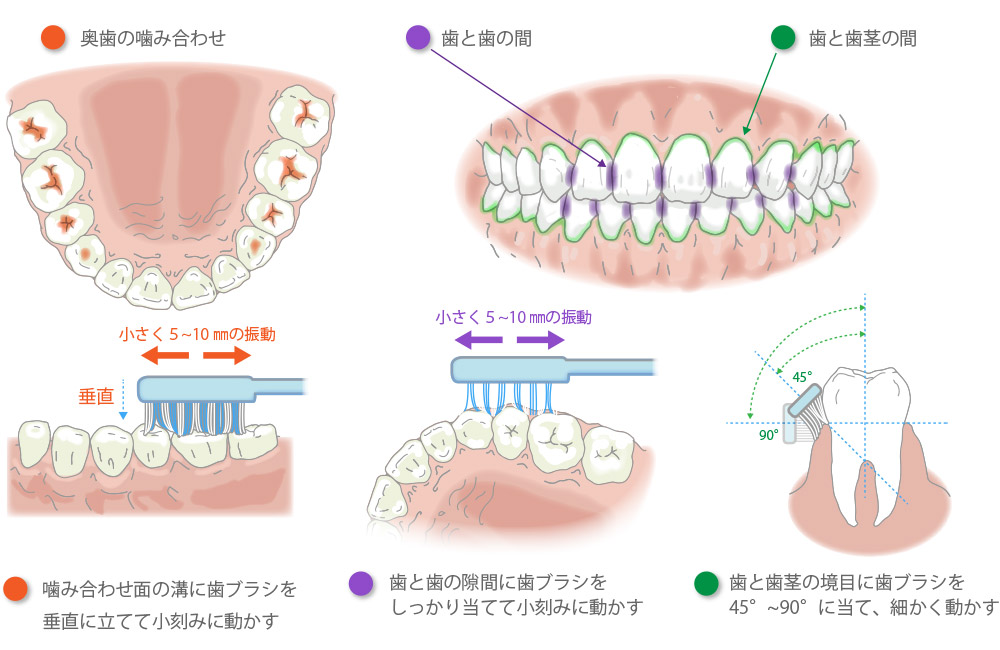 奥歯の噛み合わせ
歯と歯の間
歯と歯茎の間
小さく5~10㎜の振動
垂直
小さく5~10㎜の振動
45°
90°
噛み合わせ面の溝に歯ブラシを
垂直に立てて小刻みに動かす
歯と歯の隙間に歯ブラシを
しっかり当てて小刻みに動かす
歯と歯茎の境目に歯ブラシを
45°~90°に当て、細かく動かす